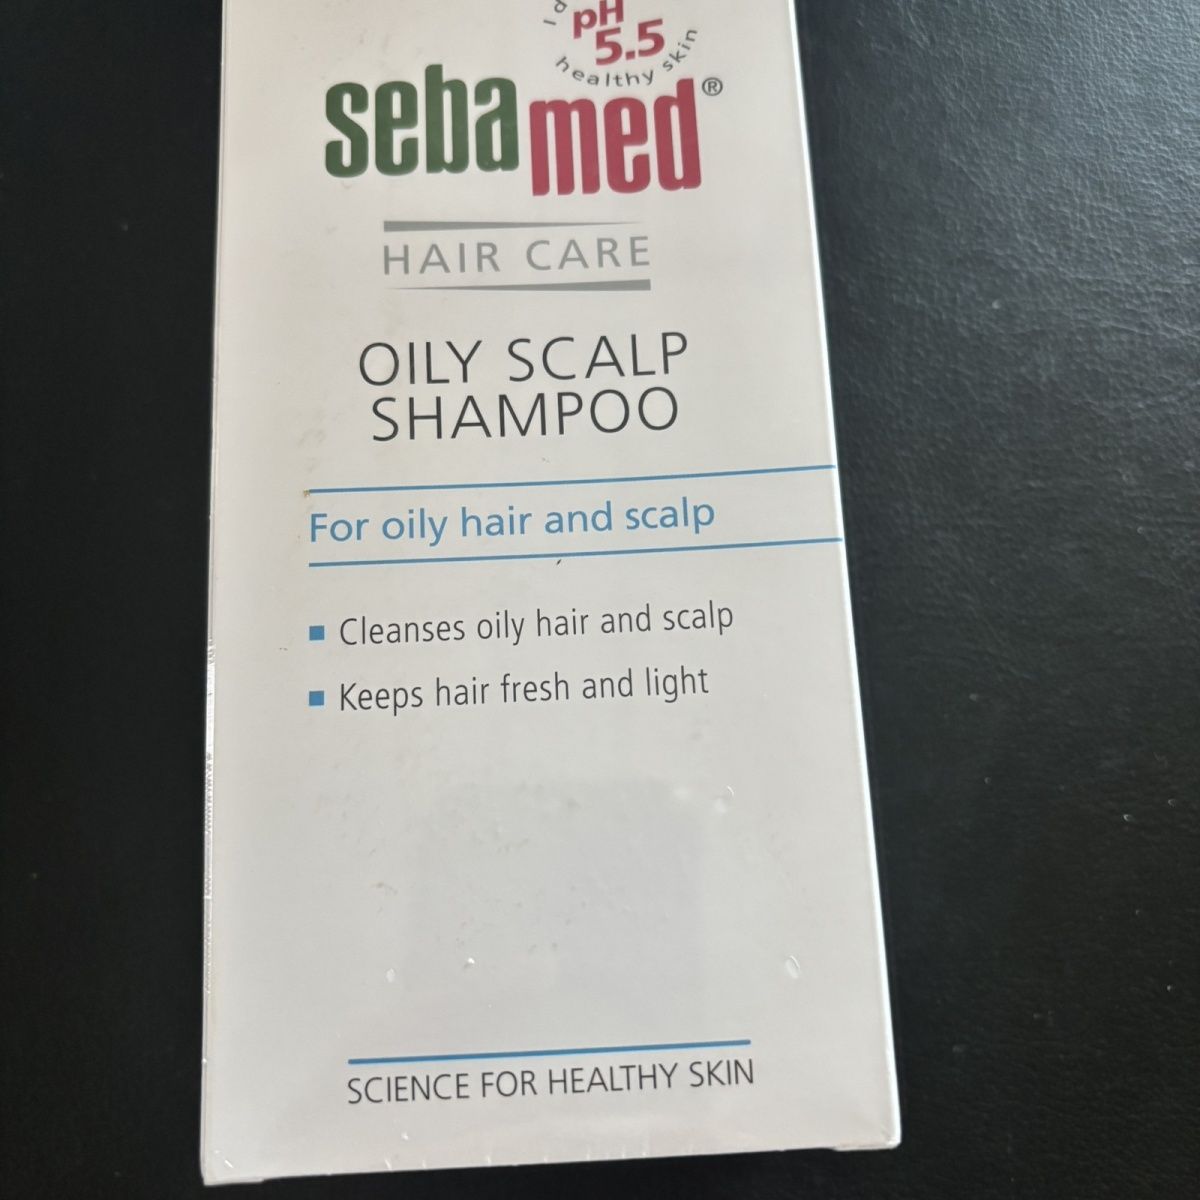 pH
5.5
healthy skin
sebamed®
HAIR CARE
OILY SCALP
SHAMPOO
For oily hair and scalp
Cleanses oily hair and scalp
Keeps hair fresh and light
SCIENCE FOR HEALTHY SKIN